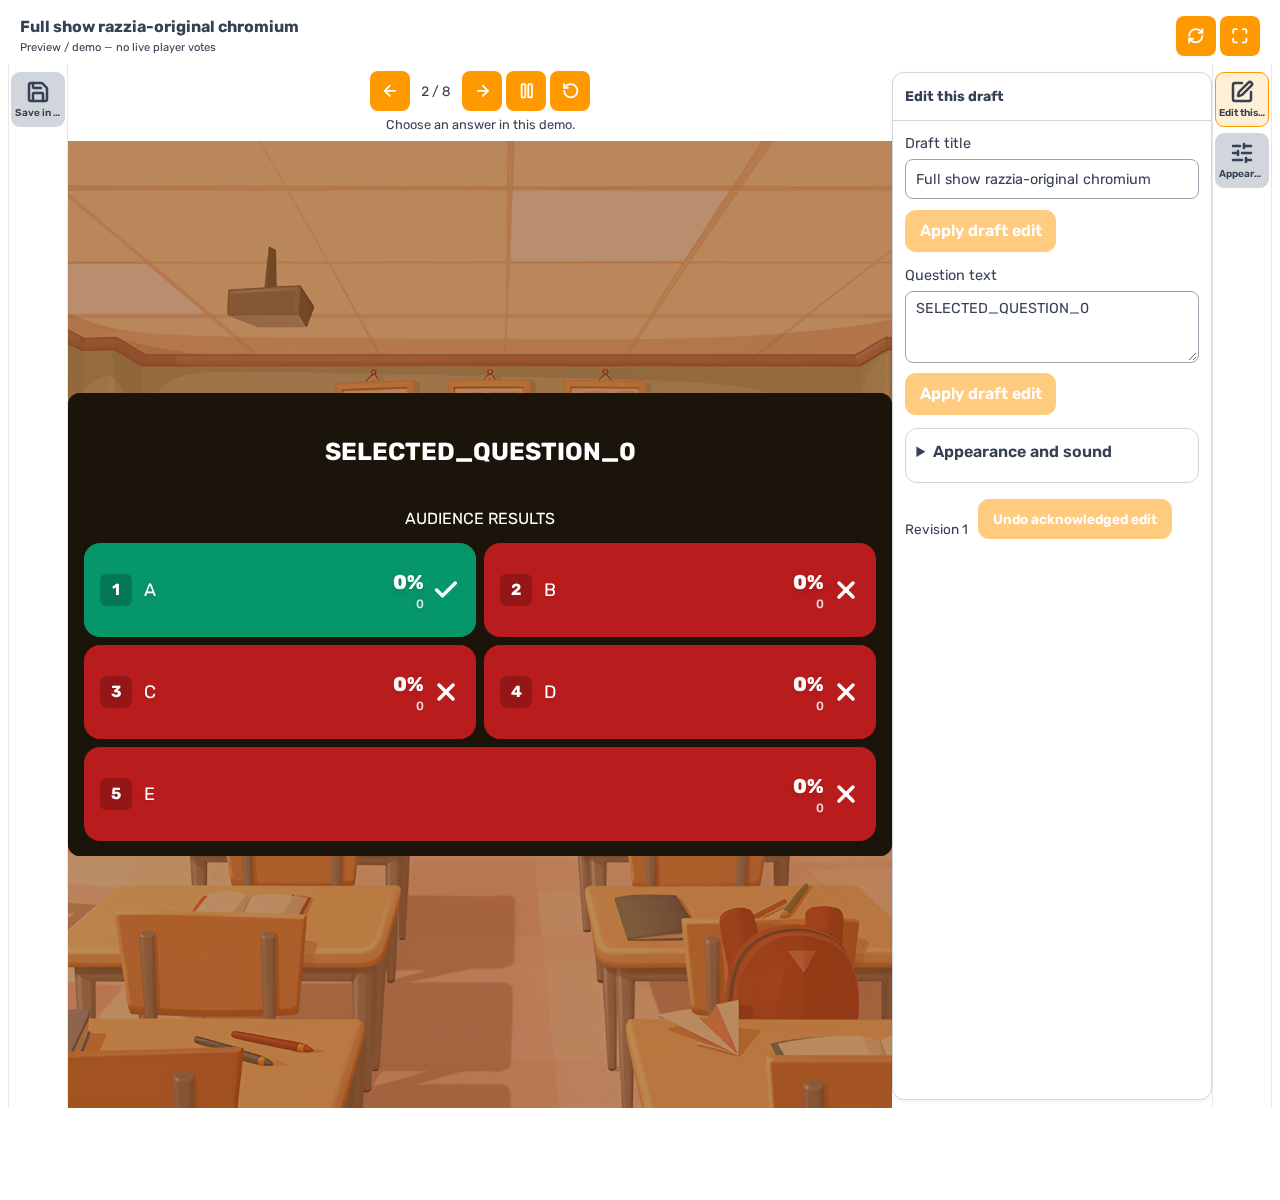 Full show razzia-original chromium
Preview / demo — no live player votes
Save in ...
2 / 8
Choose an answer in this demo.
SELECTED_QUESTION_0
AUDIENCE RESULTS
1 A 0% 0
2 B 0% 0
3 C 0% 0
4 D 0% 0
5 E 0% 0
Edit this draft
Draft title
Full show razzia-original chromium
Apply draft edit
Question text
SELECTED_QUESTION_0
Apply draft edit
Appearance and sound
Revision 1
Undo acknowledged edit
Edit this...
Appear...